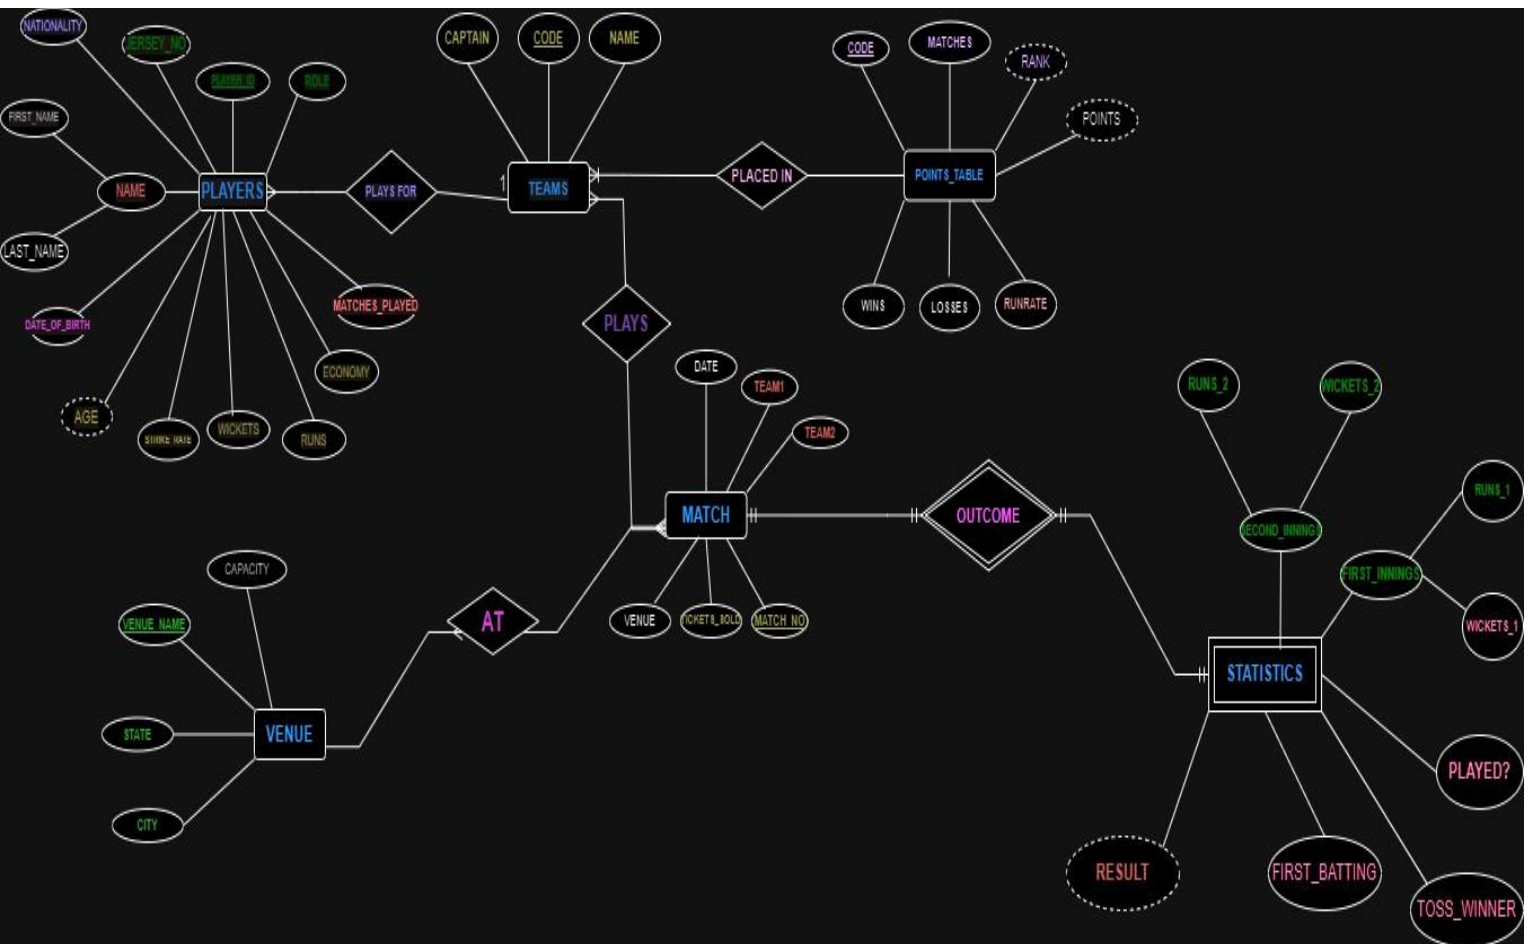 NATIONALITY
JERSEY_NO
PLAYER_ID
ROLE
FIRST_NAME
NAME
LAST_NAME
PLAYERS
DATE_OF_BIRTH
AGE
STRIKE RATE
WICKETS
RUNS
ECONOMY
MATCHES_PLAYED
PLAYS FOR
CAPTAIN
CODE
NAME
1
TEAMS
PLACED IN
CODE
MATCHES
RANK
POINTS
POINTS_TABLE
WINS
LOSSES
RUNRATE
PLAYS
DATE
TEAM1
TEAM2
MATCH
VENUE
TICKETS_SOLD
MATCH_NO
AT
CAPACITY
VENUE_NAME
STATE
CITY
VENUE
OUTCOME
RUNS_2
WICKETS_2
SECOND_INNINGS
RUNS_1
FIRST_INNINGS
WICKETS_1
STATISTICS
PLAYED?
RESULT
FIRST_BATTING
TOSS_WINNER